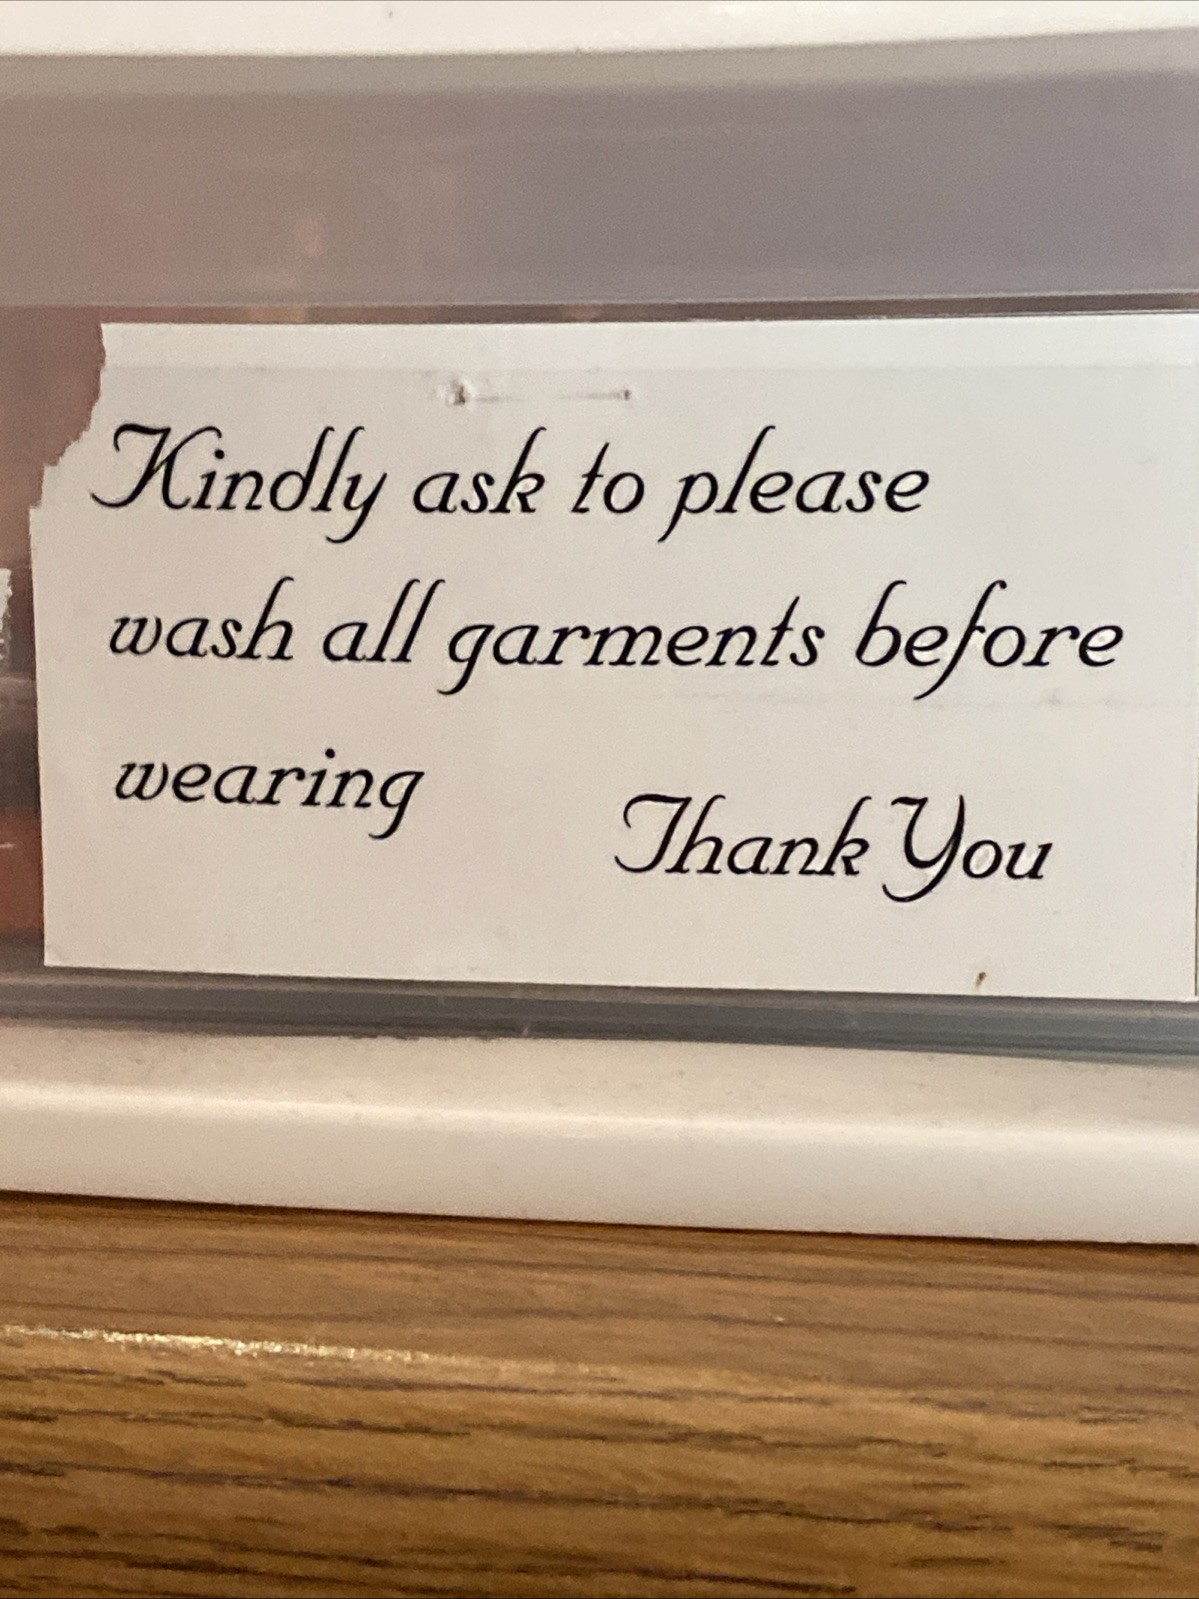 Kindly ask to please
wash all garments before
wearing
Thank You